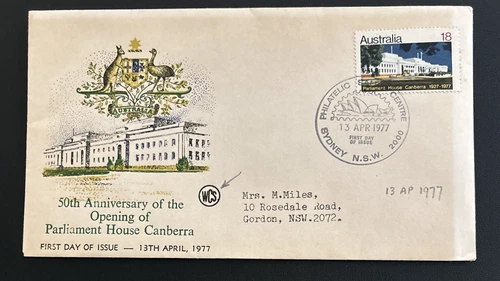 AUSTRALIA
50th Anniversary of the
Opening of
Parliament House Canberra
FIRST DAY OF ISSUE — 13TH APRIL, 1977
WCS
Australia 18
Parliament House Canberra 1927-1977
PHILATELIC SALES CENTRE
13 APR 1977
FIRST DAY
OF ISSUE
SYDNEY N.S.W. 2000
13 AP 1977
Mrs. M.Miles,
10 Rosedale Road,
Gordon, NSW.2072.